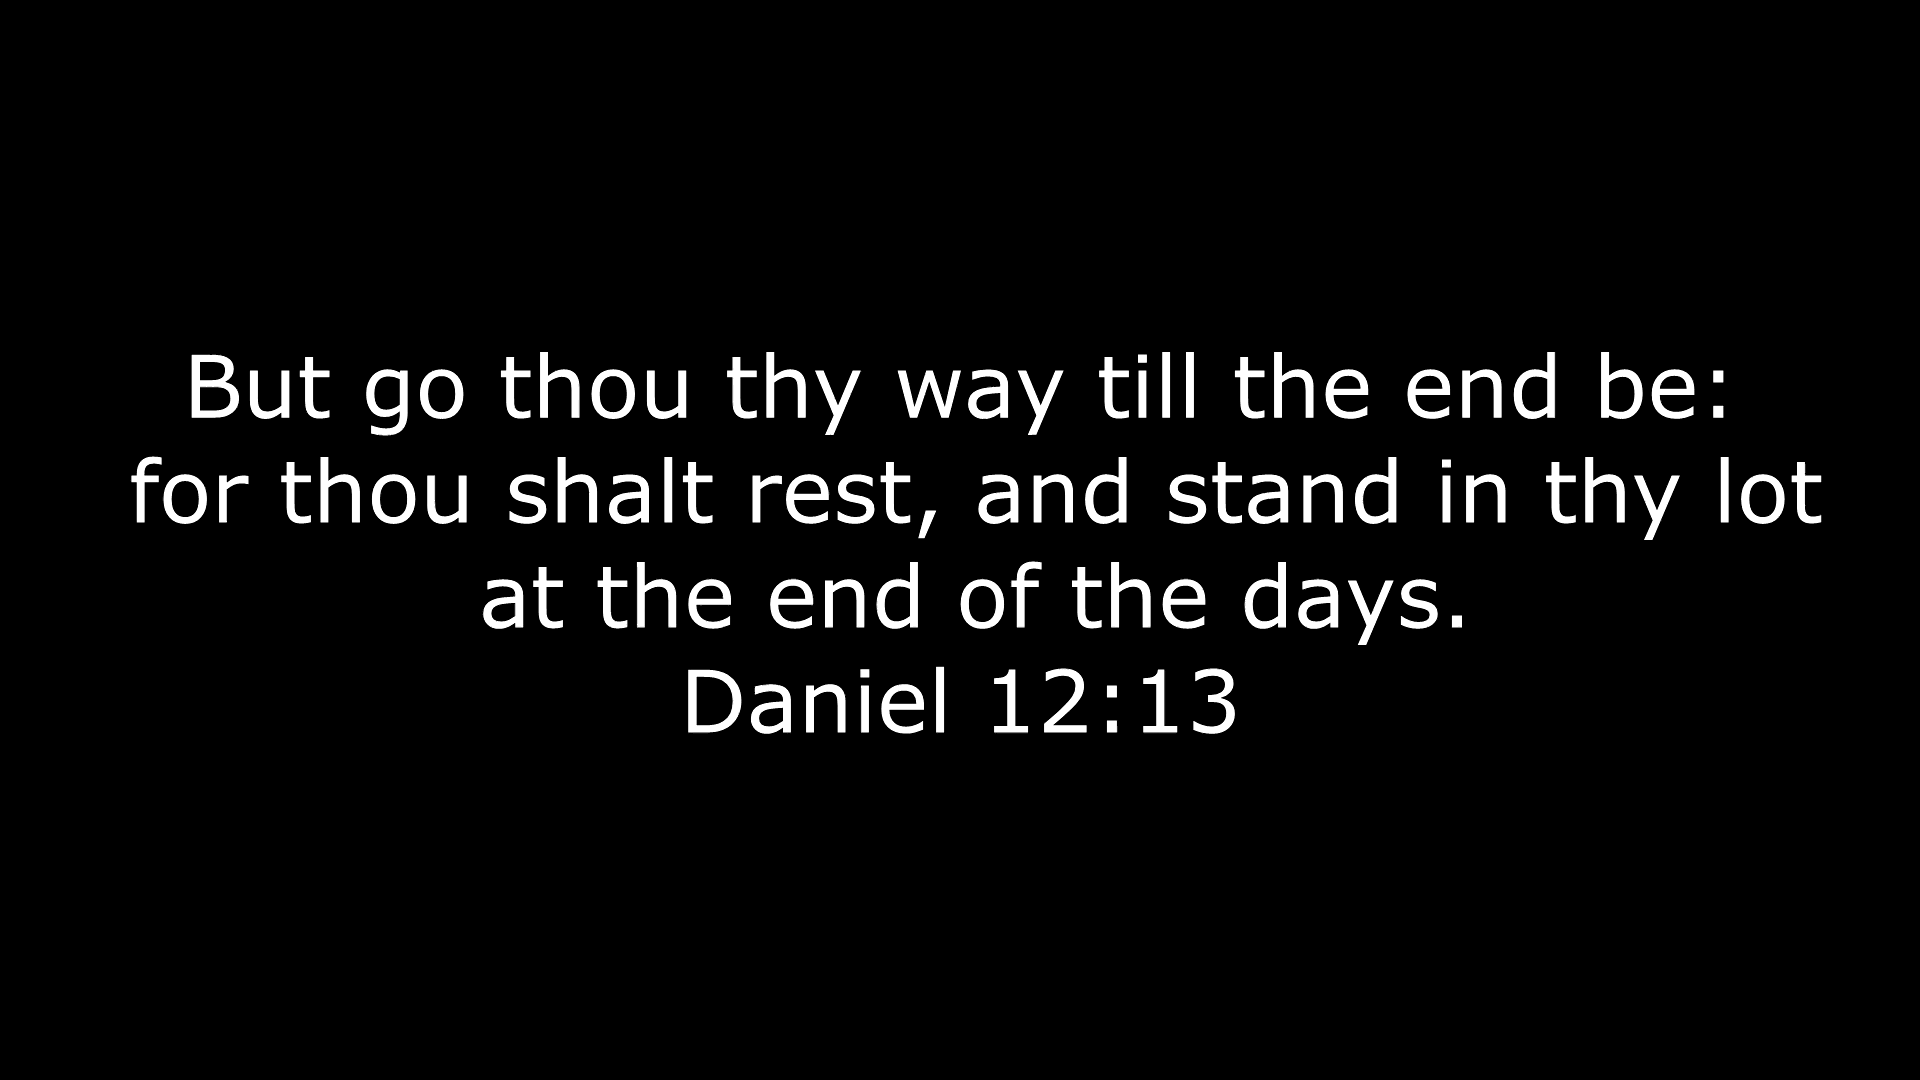 But go thou thy way till the end be:
for thou shalt rest, and stand in thy lot
at the end of the days.
Daniel 12:13